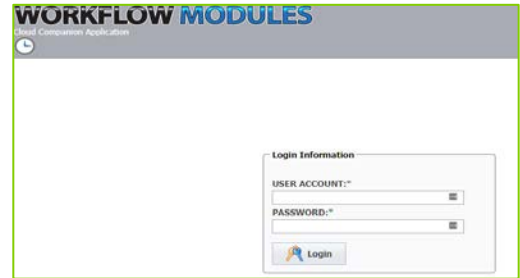 WORKFLOW MODULES
Cloud Companion Application
Login Information
USER ACCOUNT:*
PASSWORD:*
Login